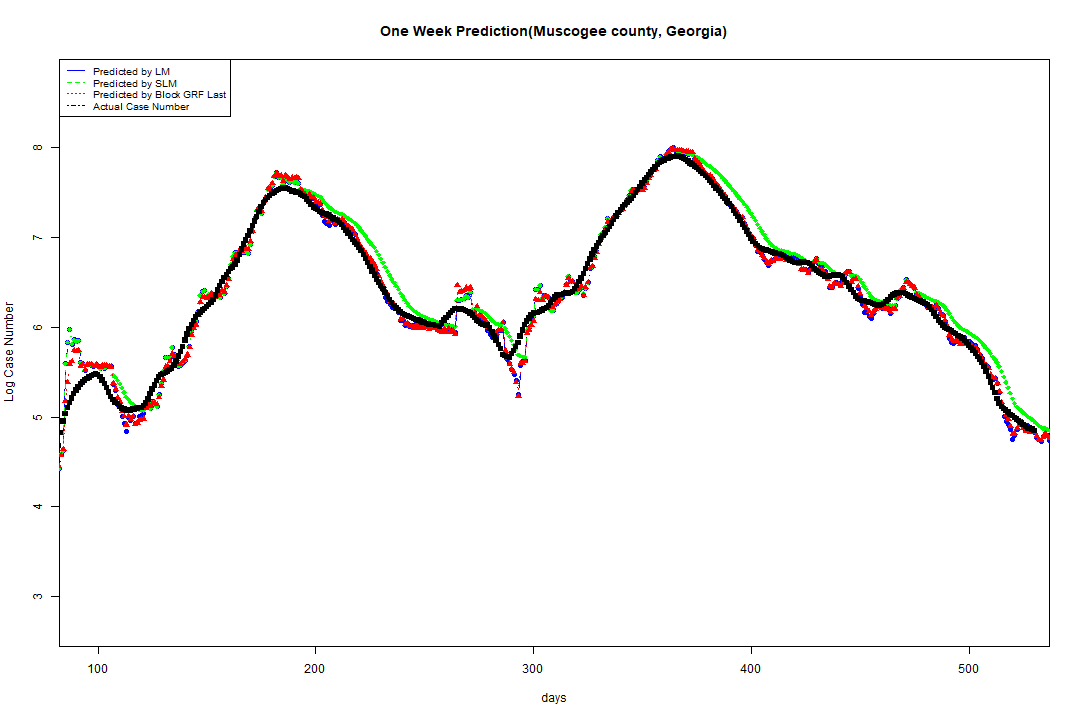 One Week Prediction(Muscogee county, Georgia)
Predicted by LM
Predicted by SLM
Predicted by Block GRF Last
Actual Case Number
8
7
6
5
4
3
Log Case Number
100 200 300 400 500
days